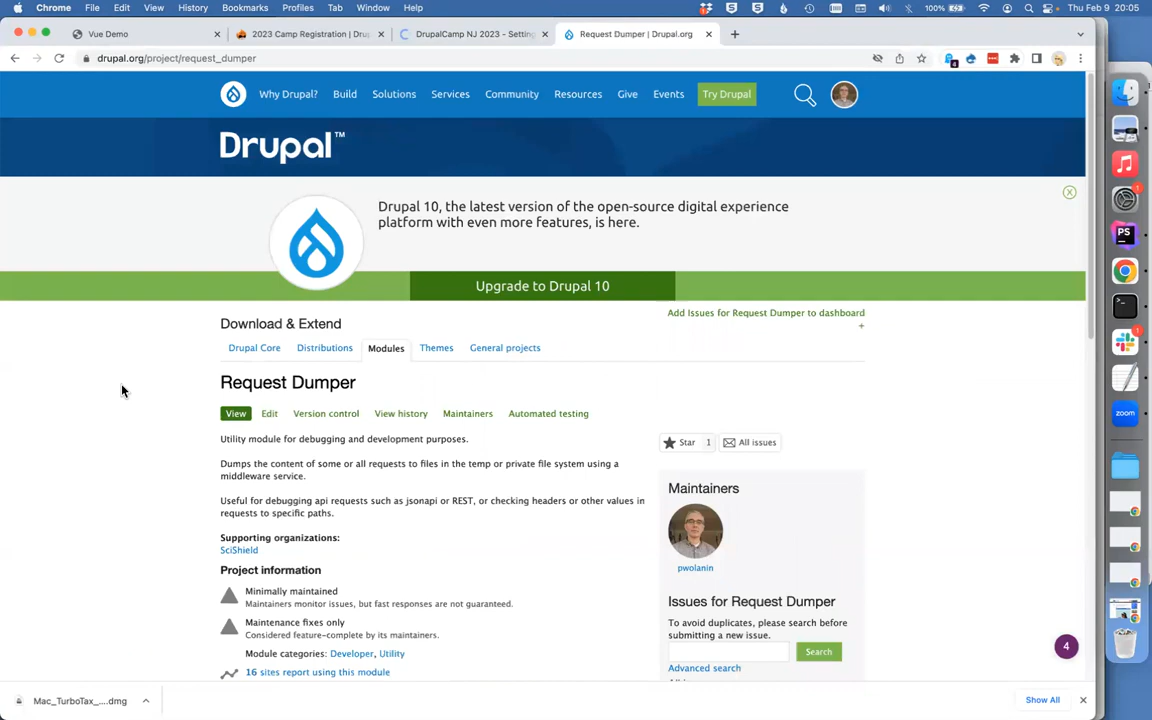 Chrome File Edit View History Bookmarks Profiles Tab Window Help 100% Thu Feb 9 20:05
Vue Demo 2023 Camp Registration | Dru DrupalCamp NJ 2023 - Setting Request Dumper | Drupal.org
drupal.org/project/request_dumper
4
Why Drupal? Build Solutions Services Community Resources Give Events Try Drupal
Drupal™
Drupal 10, the latest version of the open-source digital experience
platform with even more features, is here.
Upgrade to Drupal 10
Add Issues for Request Dumper to dashboard
+
Download & Extend
Drupal Core Distributions Modules Themes General projects
Request Dumper
View Edit Version control View history Maintainers Automated testing
Utility module for debugging and development purposes.
Dumps the content of some or all requests to files in the temp or private file system using a
middleware service.
Useful for debugging api requests such as jsonapi or REST, or checking headers or other values in
requests to specific paths.
Supporting organizations:
SciShield
Project information
Minimally maintained
Maintainers monitor issues, but fast responses are not guaranteed.
Maintenance fixes only
Considered feature-complete by its maintainers.
Module categories: Developer, Utility
16 sites report using this module
Star 1 All issues
Maintainers
pwolanin
Issues for Request Dumper
To avoid duplicates, please search before
submitting a new issue.
Search
Advanced search
4
1
PS
1
zoom
Mac_TurboTax_....dmg
Show All